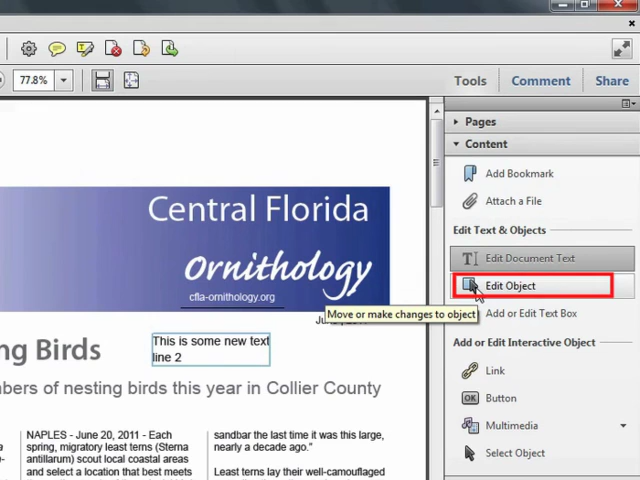 77.8%
Tools
Comment
Share
Pages
Content
Add Bookmark
Attach a File
Edit Text & Objects
Edit Document Text
Edit Object
Move or make changes to object
Add or Edit Text Box
Add or Edit Interactive Object
Link
OK Button
Multimedia
Select Object
Central Florida
Ornithology
cfla-ornithology.org
ng Birds
This is some new text
line 2
mbers of nesting birds this year in Collier County
NAPLES - June 20, 2011 - Each
spring, migratory least terns (Sterna
antillarum) scout local coastal areas
and select a location that best meets
sandbar the last time it was this large,
nearly a decade ago."
Least terns lay their well-camouflaged